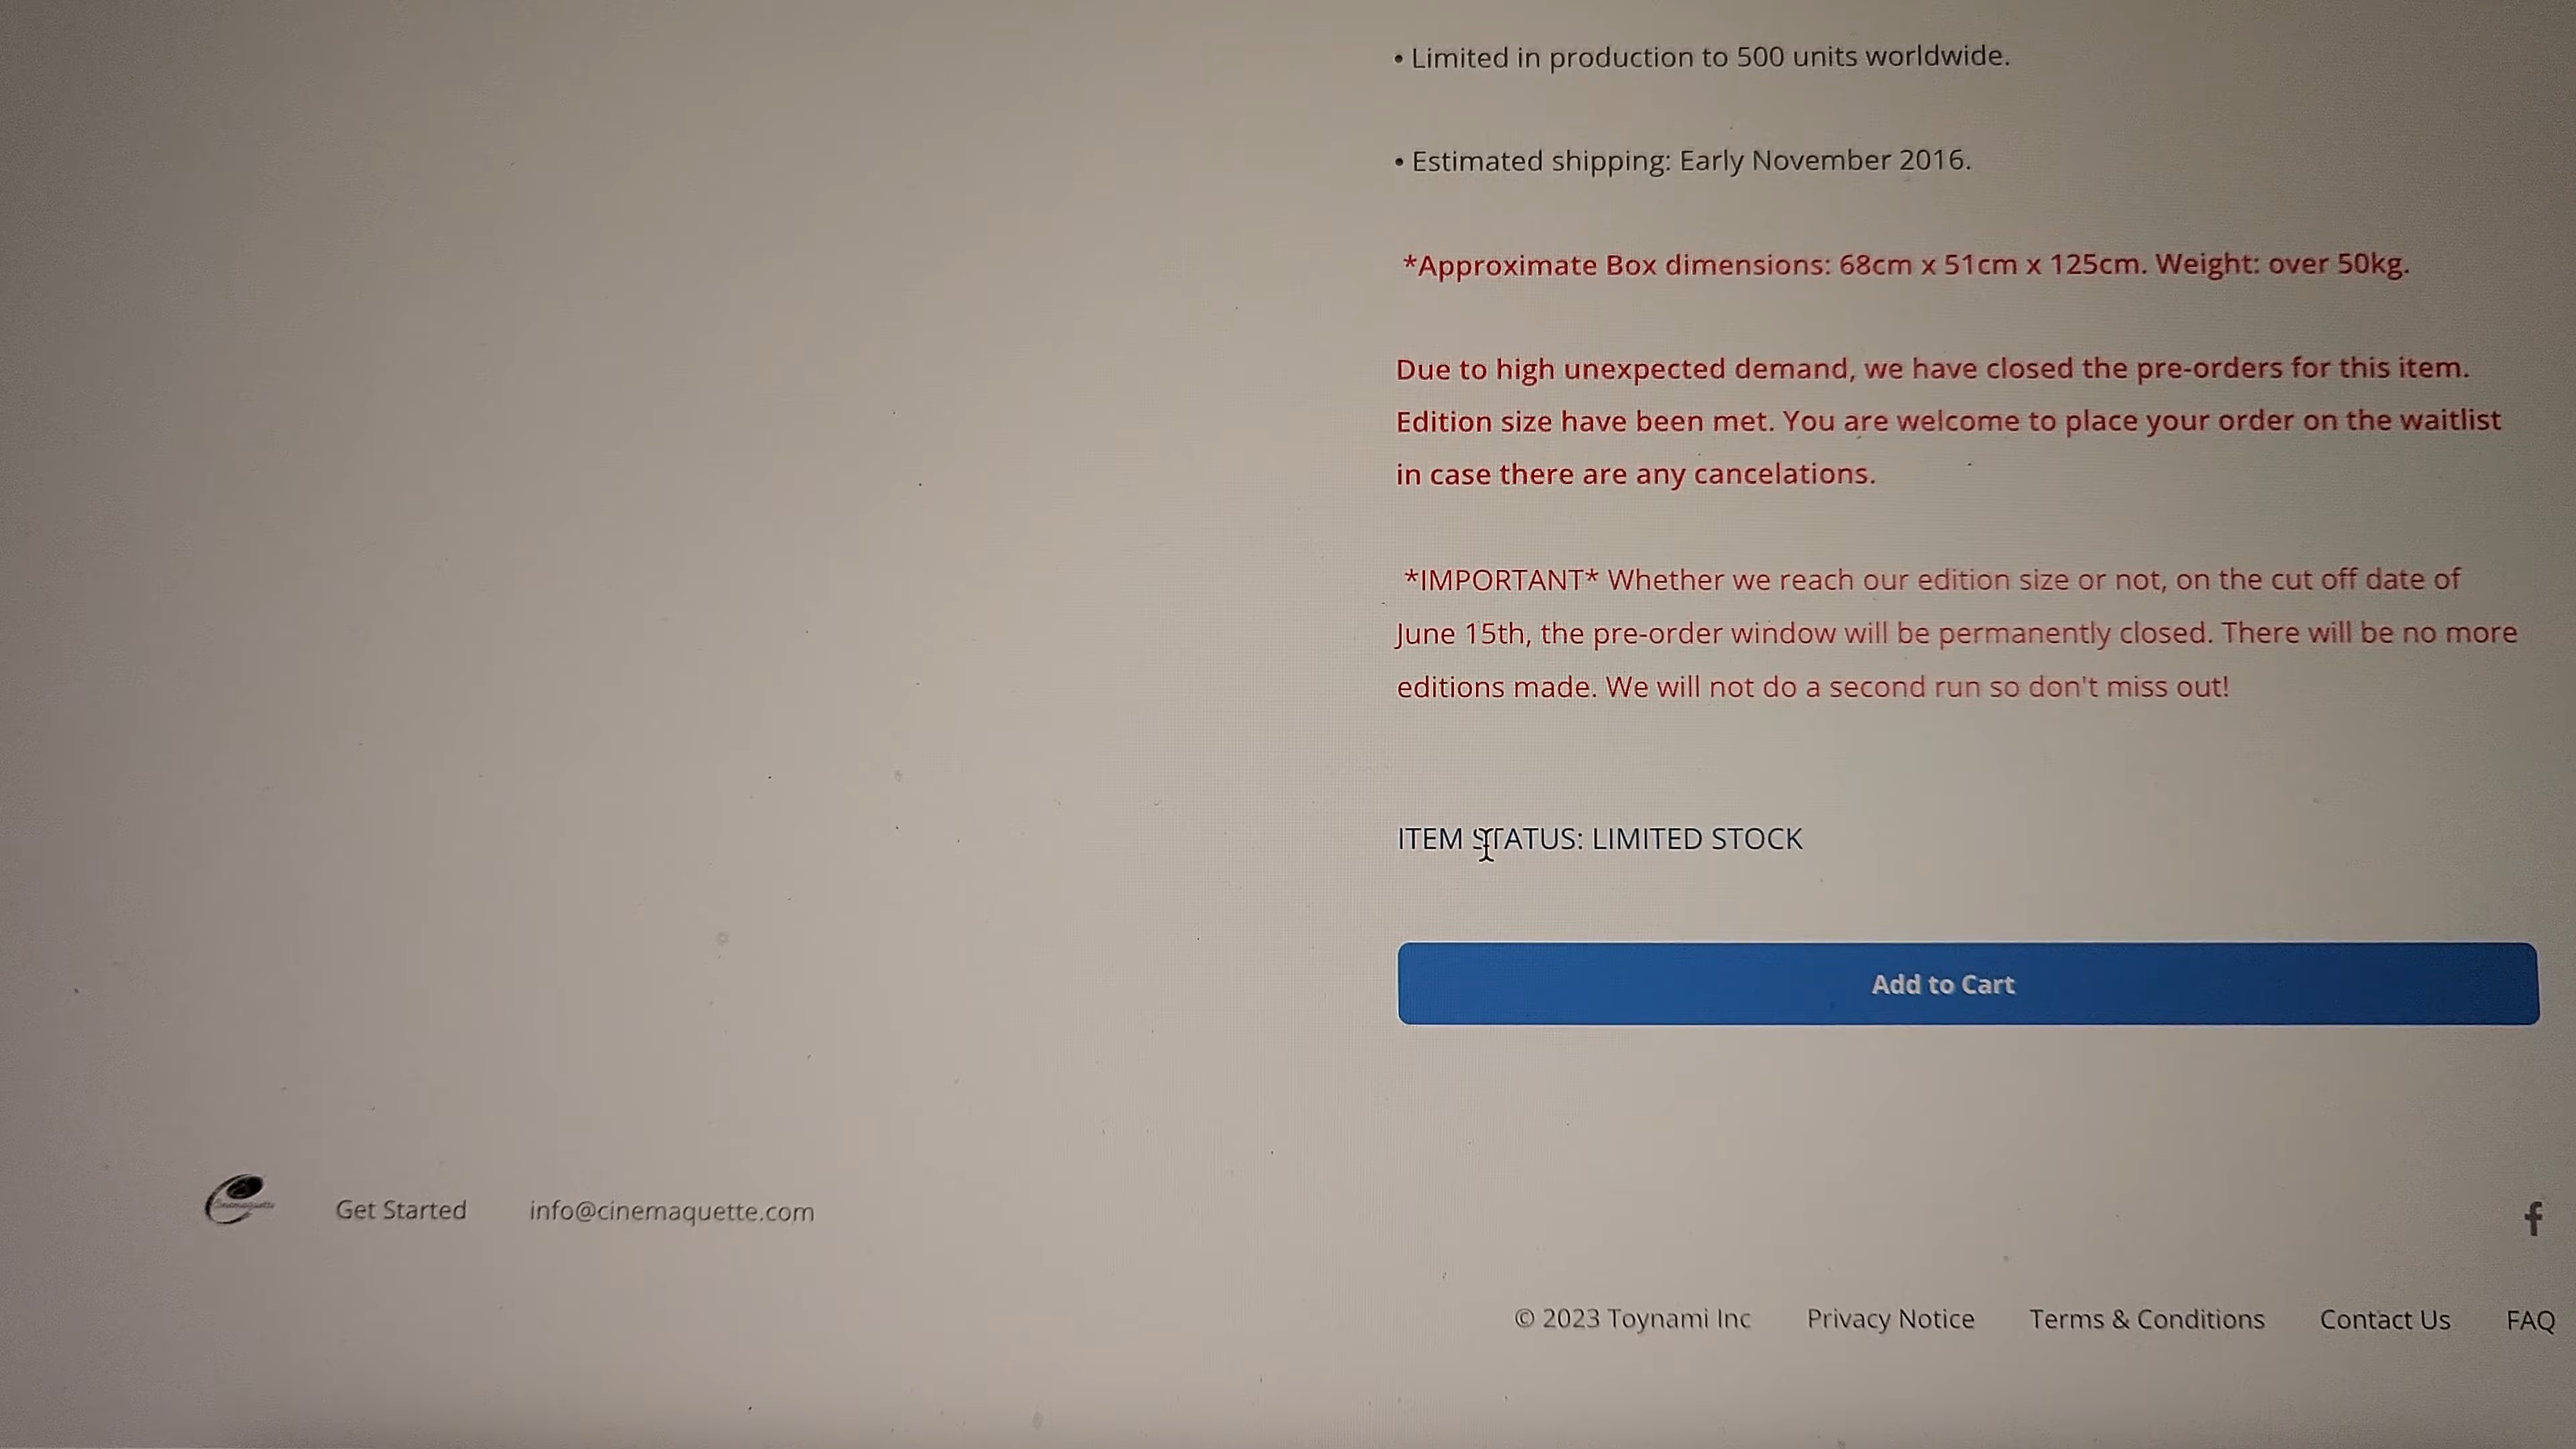 • Limited in production to 500 units worldwide.
• Estimated shipping: Early November 2016.
*Approximate Box dimensions: 68cm x 51cm x 125cm. Weight: over 50kg.
Due to high unexpected demand, we have closed the pre-orders for this item.
Edition size have been met. You are welcome to place your order on the waitlist
in case there are any cancelations.
*IMPORTANT* Whether we reach our edition size or not, on the cut off date of
June 15th, the pre-order window will be permanently closed. There will be no more
editions made. We will not do a second run so don't miss out!
ITEM STATUS: LIMITED STOCK
Add to Cart
Cinemaquette
Get Started info@cinemaquette.com
© 2023 Toynami Inc Privacy Notice Terms & Conditions Contact Us FAQ